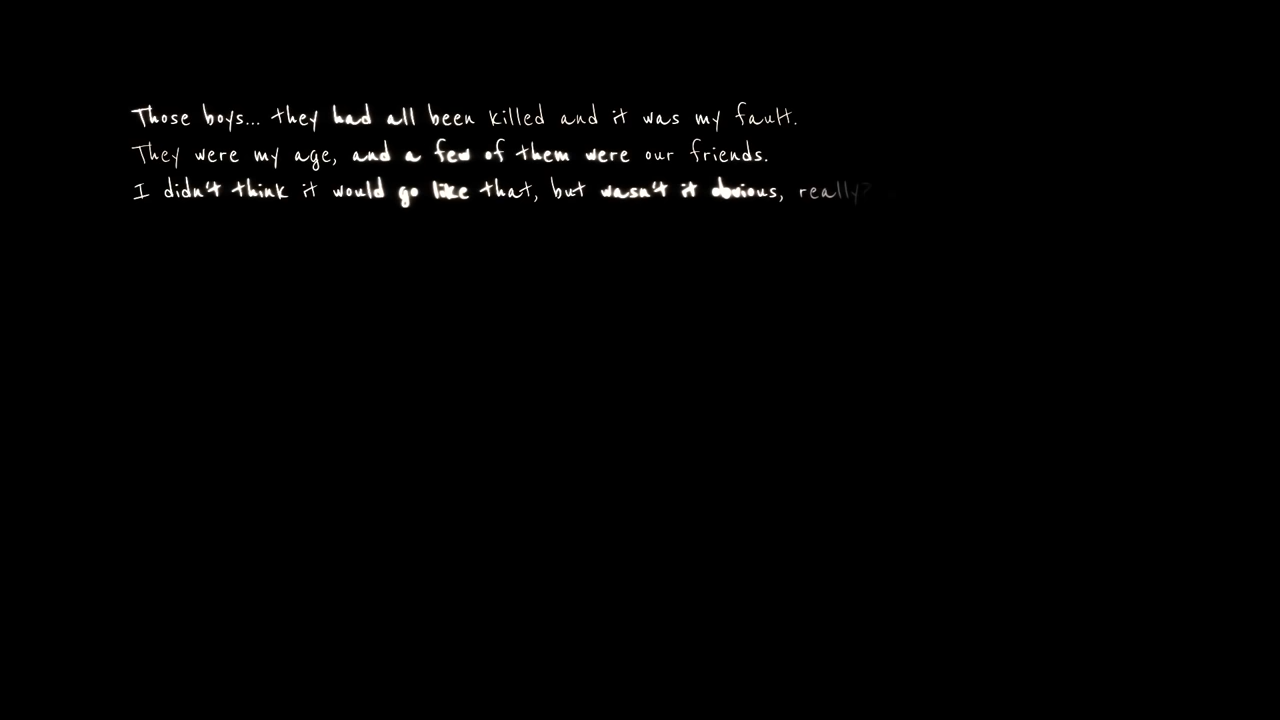 Those boys... they had all been killed and it was my fault.
They were my age, and a few of them were our friends.
I didn't think it would go like that, but wasn't it obvious, really?